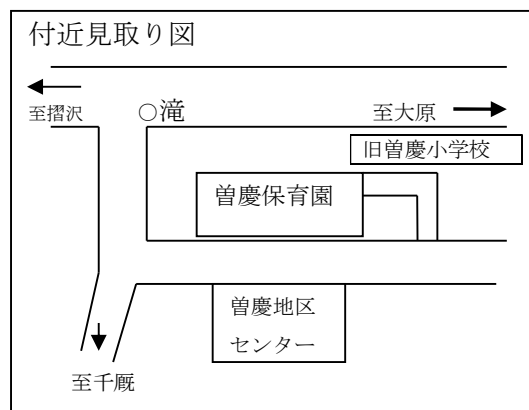 付近見取り図
至摺沢
○滝
至大原
旧曽慶小学校
曽慶保育園
曽慶地区
センター
至千厩